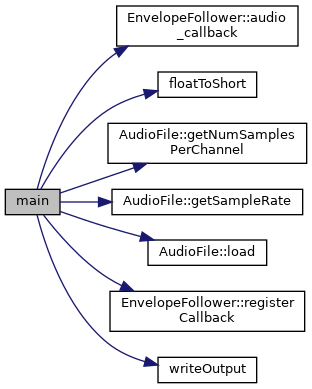 EnvelopeFollower::audio
_callback
floatToShort
AudioFile::getNumSamples
PerChannel
main
AudioFile::getSampleRate
AudioFile::load
EnvelopeFollower::register
Callback
writeOutput